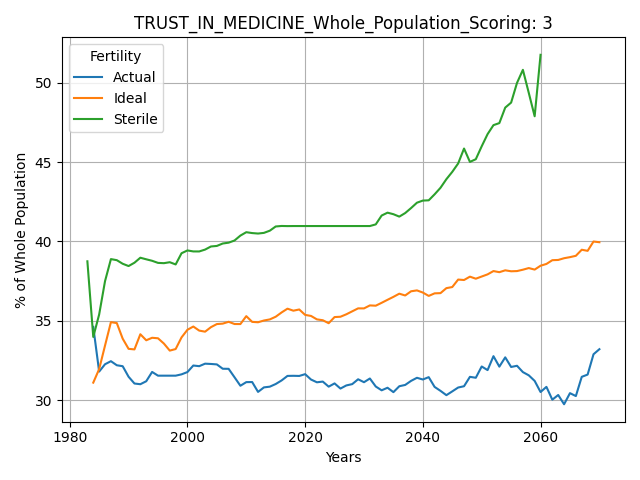 TRUST_IN_MEDICINE_Whole_Population_Scoring: 3
Fertility
Actual
Ideal
Sterile
% of Whole Population
50
45
40
35
30
1980
2000
2020
2040
2060
Years